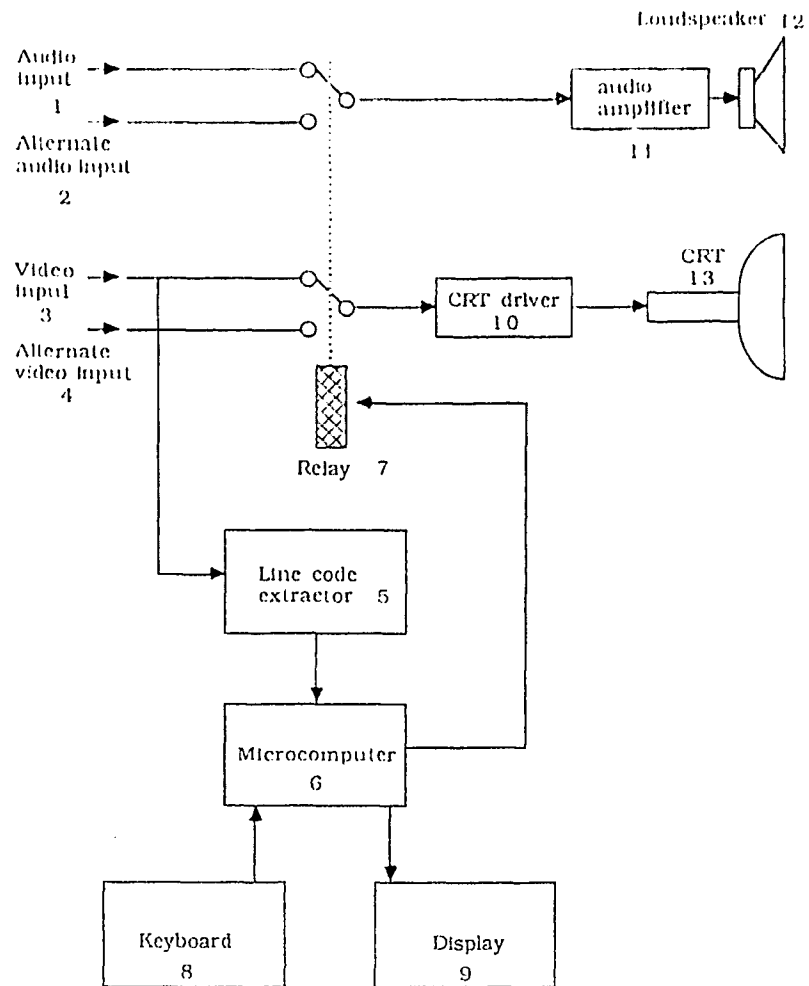 Loudspeaker 12
Audio
input
1
Alternate
audio input
2
audio
amplifier
11
Video
input
3
Alternate
video input
4
CRT driver
10
CRT
13
Relay 7
Line code
extractor 5
Microcomputer
6
Keyboard
8
Display
9